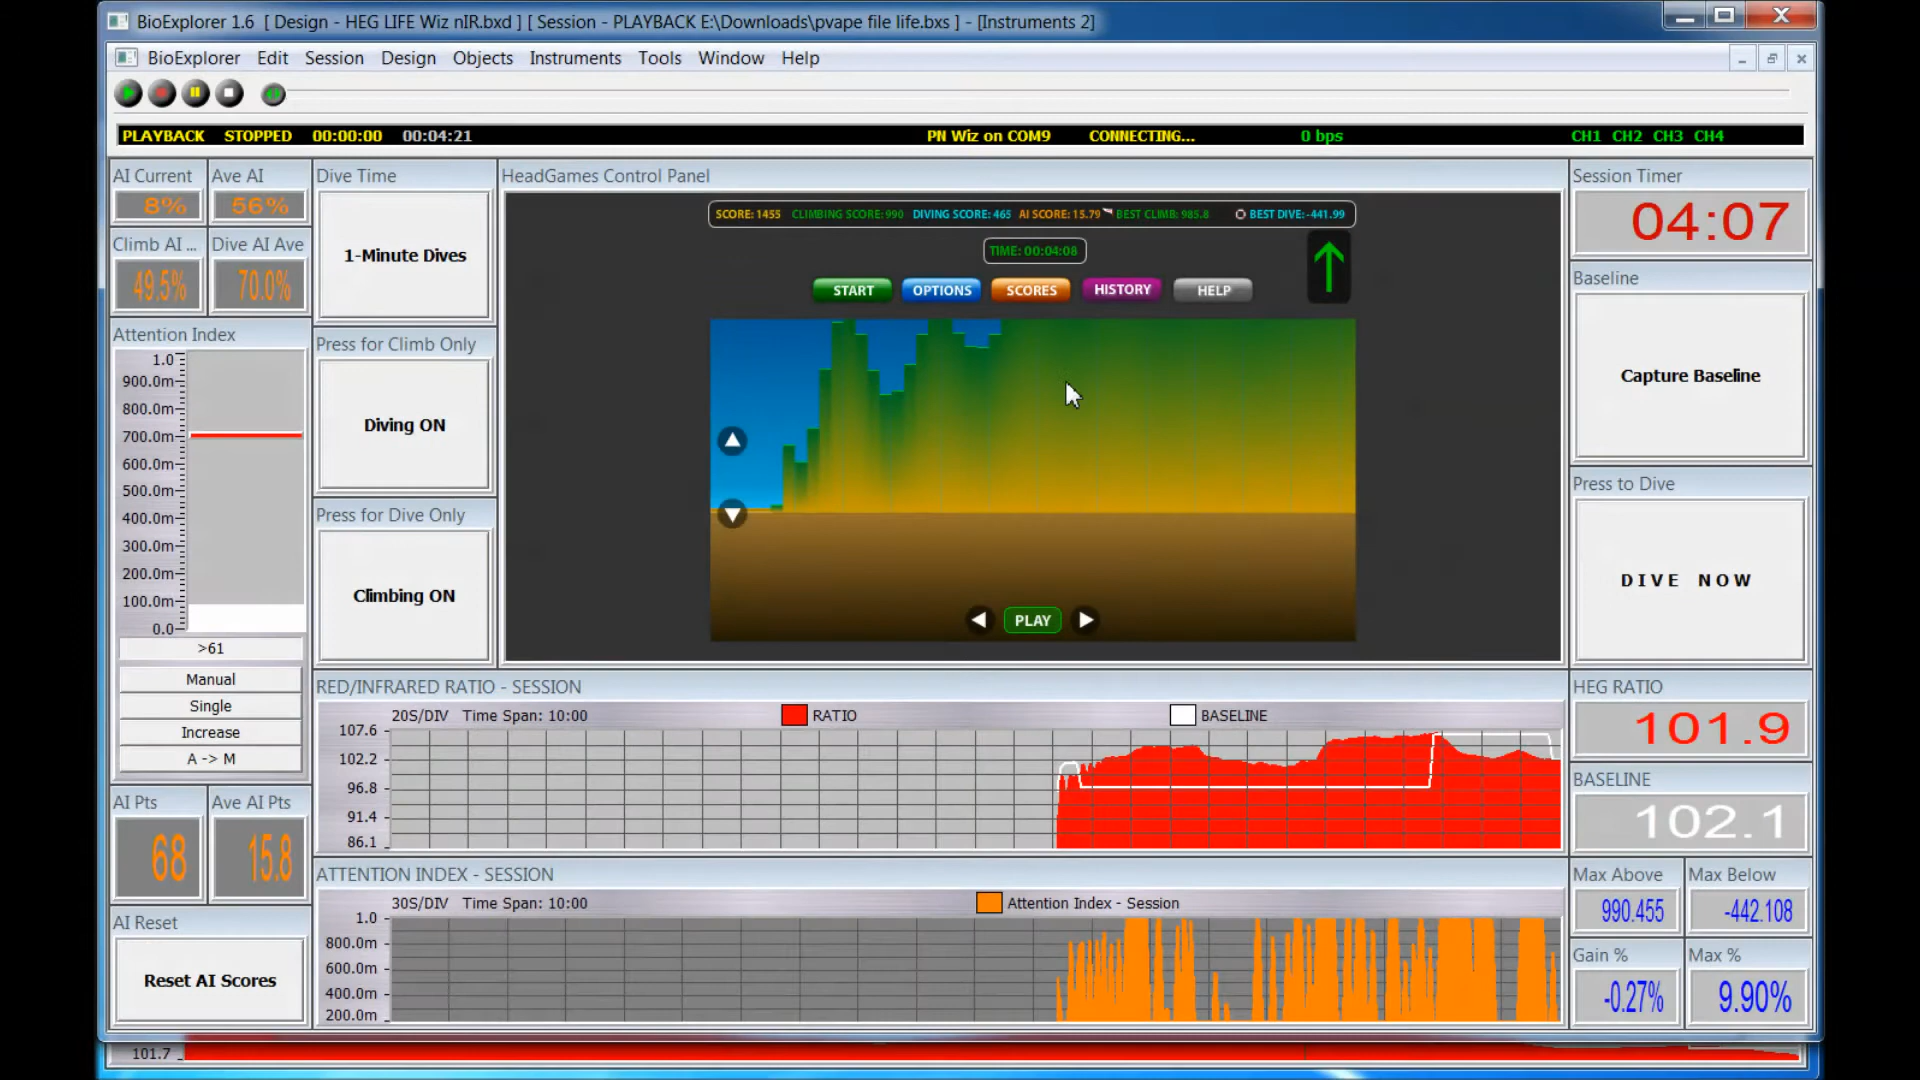 BioExplorer 1.6 [ Design - HEG LIFE Wiz nIR.bxd ] [ Session - PLAYBACK E:\Downloads\pvape file life.bxs ] - [Instruments 2]
BioExplorer Edit Session Design Objects Instruments Tools Window Help
PLAYBACK STOPPED 00:00:00 00:04:21 PN Wiz on COM9 CONNECTING... 0 bps CH1 CH2 CH3 CH4
AI Current
8%
Ave AI
56%
Climb AI ...
49.5%
Dive AI Ave
70.0%
Attention Index
1.0
900.0m
800.0m
700.0m
600.0m
500.0m
400.0m
300.0m
200.0m
100.0m
0.0
>61
Manual
Single
Increase
A -> M
AI Pts
68
Ave AI Pts
15.8
AI Reset
Reset AI Scores
Dive Time
1-Minute Dives
Press for Climb Only
Diving ON
Press for Dive Only
Climbing ON
HeadGames Control Panel
SCORE: 1455 CLIMBING SCORE: 990 DIVING SCORE: 465 AI SCORE: 15.79 BEST CLIMB: 985.8 BEST DIVE: -441.99
TIME: 00:04:08
START OPTIONS SCORES HISTORY HELP
PLAY
RED/INFRARED RATIO - SESSION
20S/DIV Time Span: 10:00 RATIO BASELINE
107.6
102.2
96.8
91.4
86.1
ATTENTION INDEX - SESSION
30S/DIV Time Span: 10:00 Attention Index - Session
1.0
800.0m
600.0m
400.0m
200.0m
Session Timer
04:07
Baseline
Capture Baseline
Press to Dive
DIVE NOW
HEG RATIO
101.9
BASELINE
102.1
Max Above
990.455
Max Below
-442.108
Gain %
-0.27%
Max %
9.90%
101.7